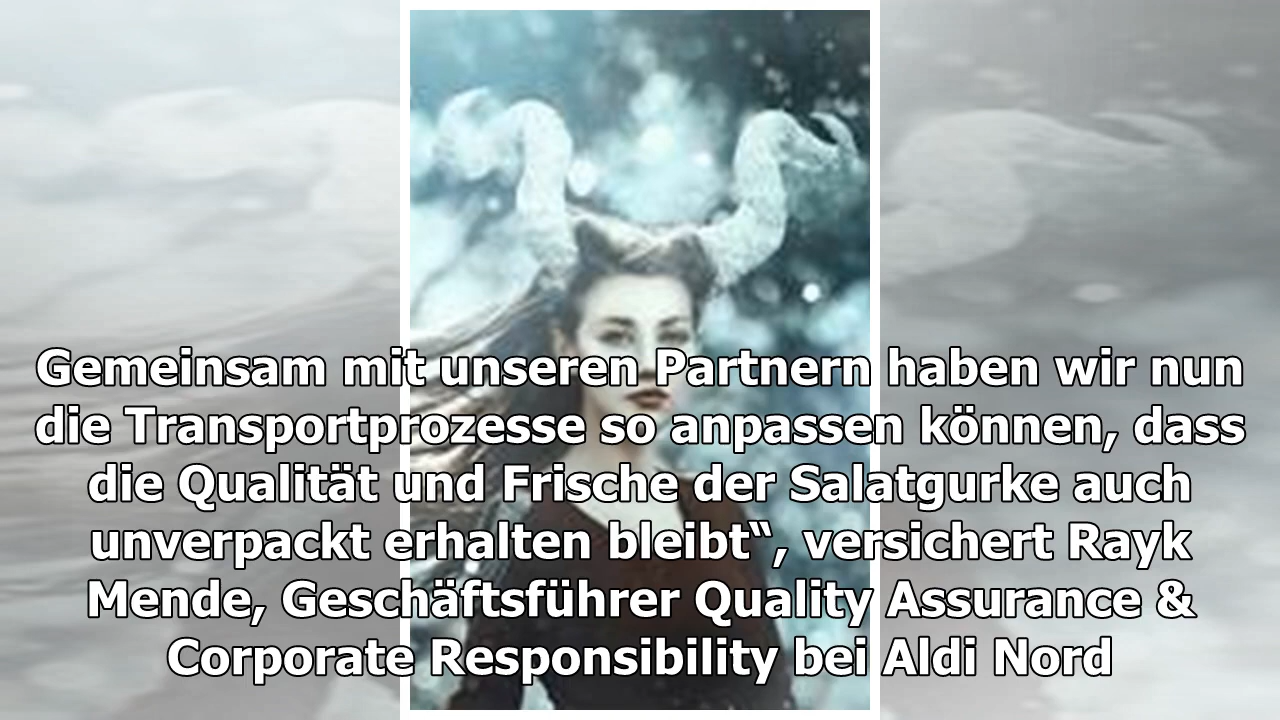 Gemeinsam mit unseren Partnern haben wir nun
die Transportprozesse so anpassen können, dass
die Qualität und Frische der Salatgurke auch
unverpackt erhalten bleibt“, versichert Rayk
Mende, Geschäftsführer Quality Assurance &
Corporate Responsibility bei Aldi Nord